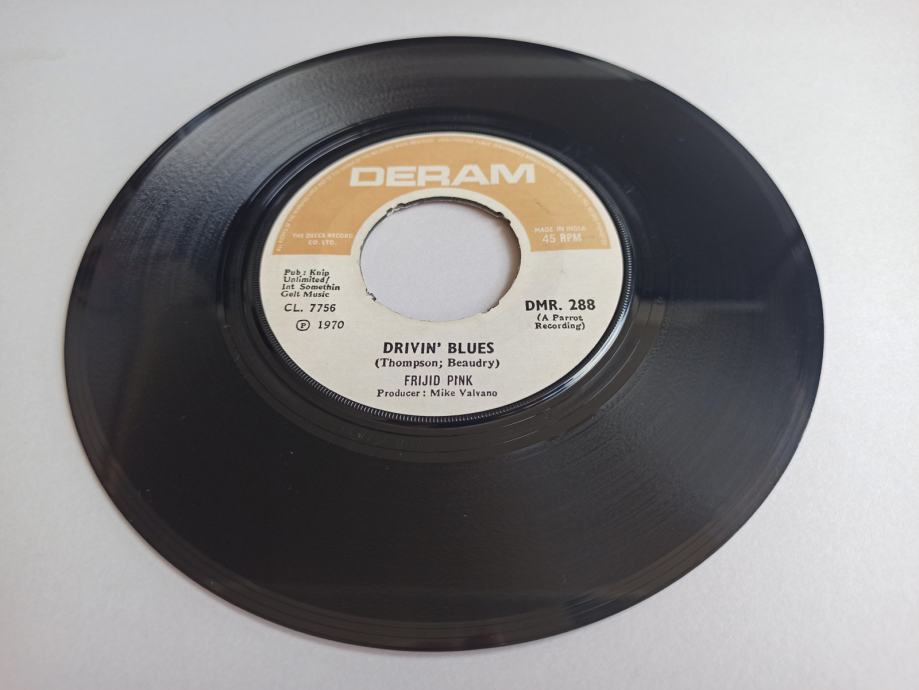 DERAM
THE DECCA RECORD
CO. LTD.
MADE IN INDIA
45 RPM
Pub : Knip
Unlimited/
Int Somethin
Gelt Music
CL. 7756
Ⓟ 1970
DMR. 288
(A Parrot
Recording)
DRIVIN' BLUES
(Thompson; Beaudry)
FRIJID PINK
Producer : Mike Valvano